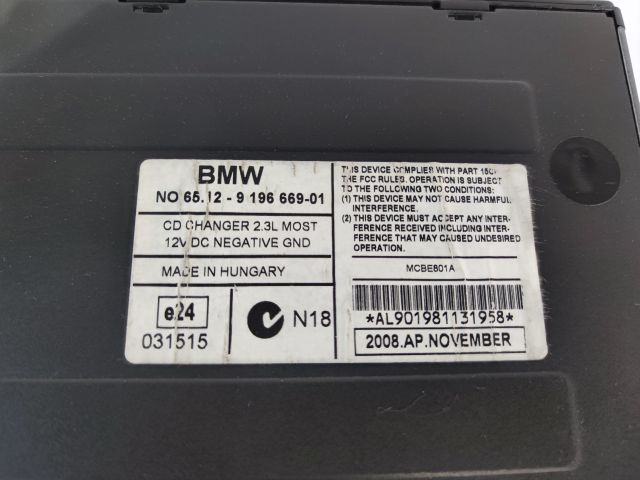 BMW
NO 65.12 - 9 196 669-01
CD CHANGER 2.3L MOST
12V DC NEGATIVE GND
MADE IN HUNGARY
e24
031515
N18
THIS DEVICE COMPLIES WITH PART 15OF
THE FCC RULES. OPERATION IS SUBJECT
TO THE FOLLOWING TWO CONDITIONS:
(1) THIS DEVICE MAY NOT CAUSE HARMFUL
INTERFERENCE.
(2) THIS DEVICE MUST ACCEPT ANY INTER-
FERENCE RECEIVED INCLUDING INTER-
FERENCE THAT MAY CAUSED UNDESIRED
OPERATION.
MCBE801A
*AL901981131958*
2008.AP.NOVEMBER